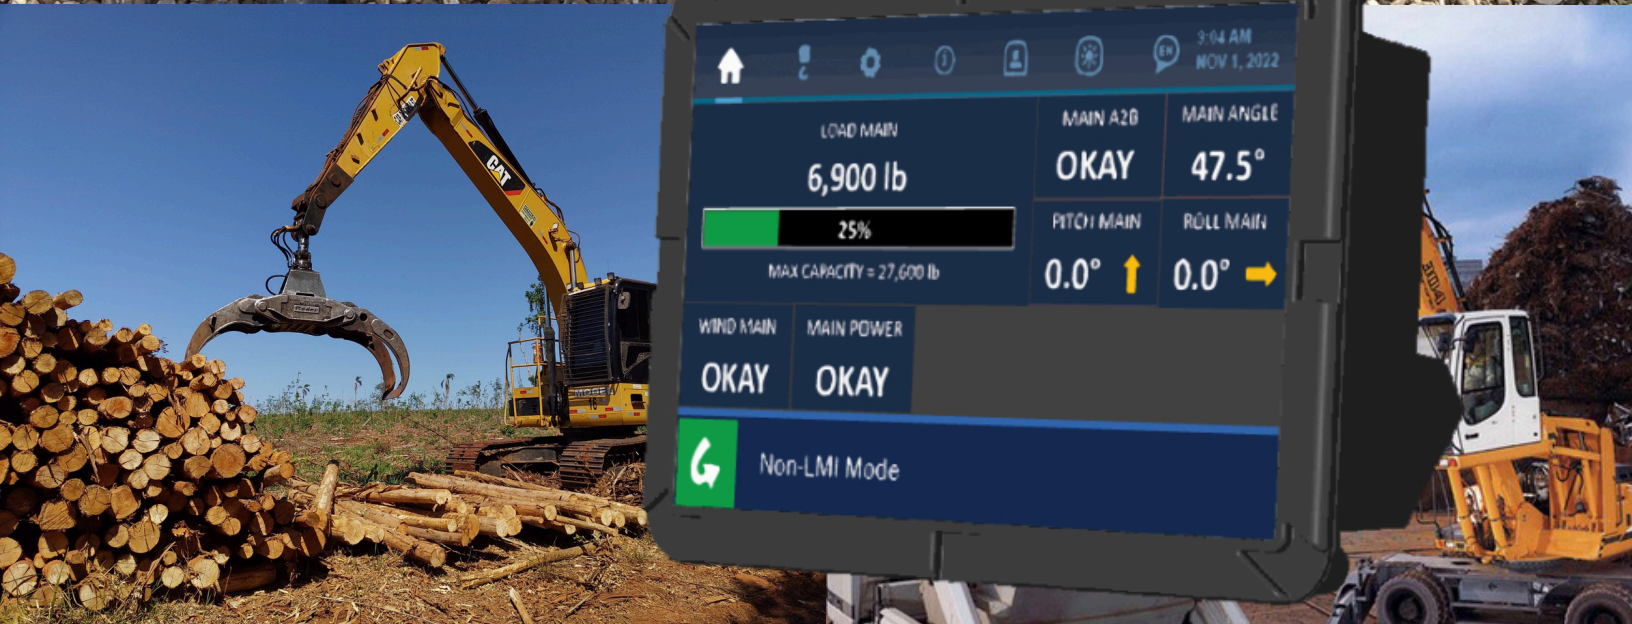 CAT
EN
9:04 AM
NOV 1, 2022
LOAD MAIN
6,900 lb
25%
MAX CAPACITY = 27,600 lb
MAIN A2B
OKAY
MAIN ANGLE
47.5°
PITCH MAIN
0.0°
ROLL MAIN
0.0°
WIND MAIN
OKAY
MAIN POWER
OKAY
Non-LMI Mode